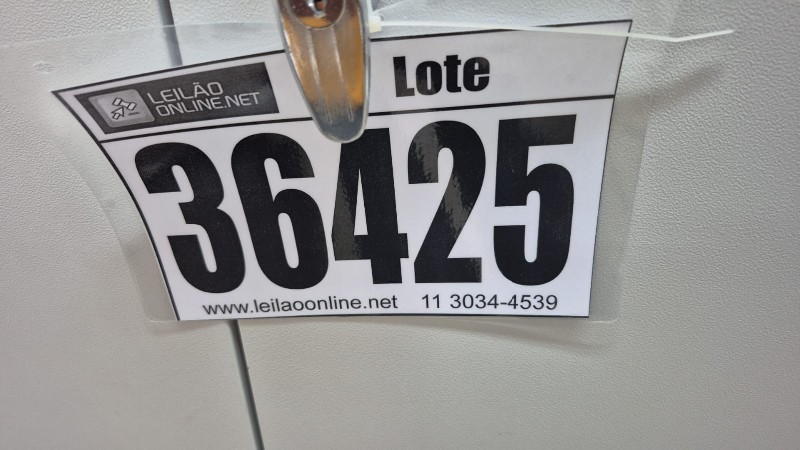 LEILÃO
ONLINE.NET
Lote
36425
www.leilaoonline.net 11 3034-4539